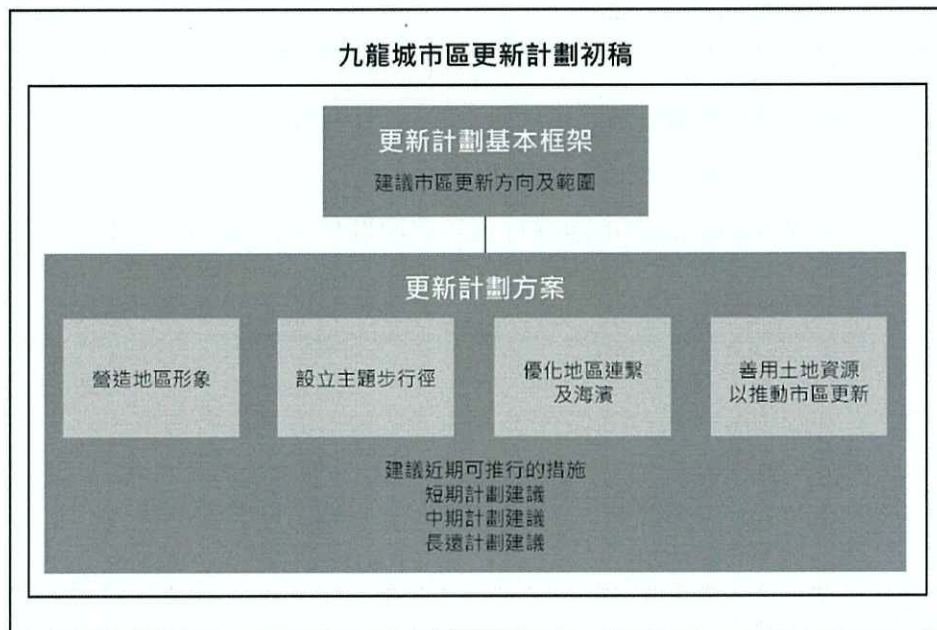 九龍城市區更新計劃初稿
更新計劃基本框架
建議市區更新方向及範圍
更新計劃方案
營造地區形象
設立主題步行徑
優化地區連繫
及海濱
善用土地資源
以推動市區更新
建議近期可推行的措施
短期計劃建議
中期計劃建議
長遠計劃建議